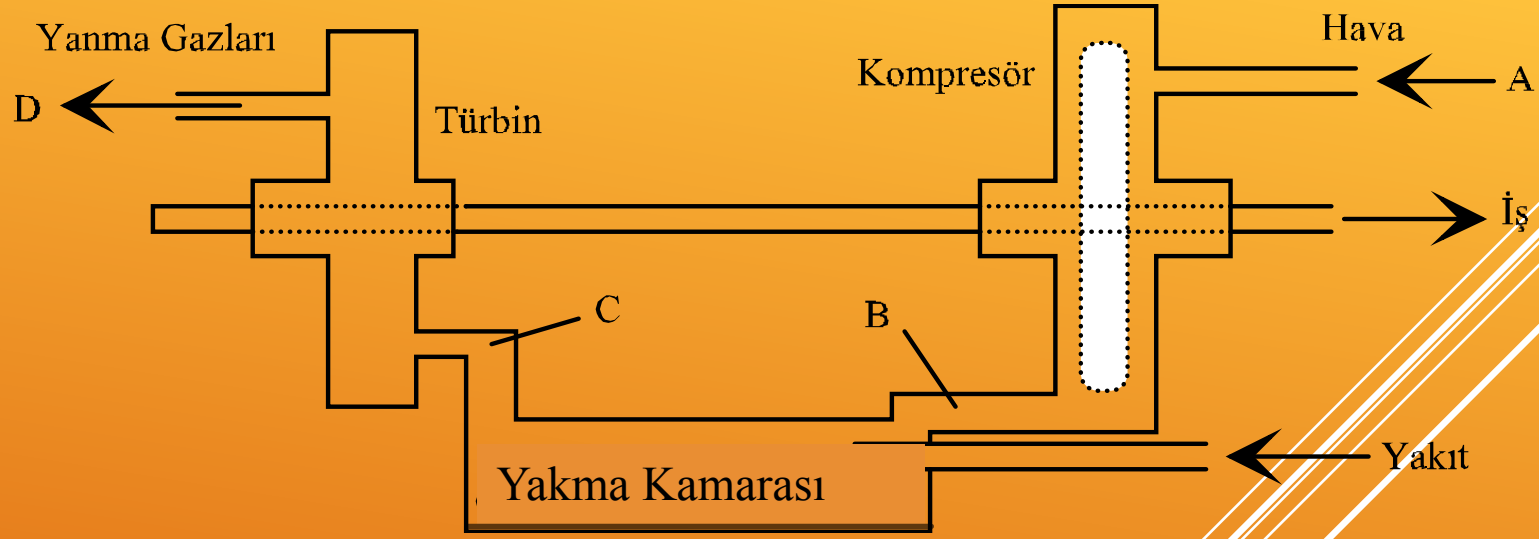 Yanma Gazları
Hava
Kompresör
A
D
Türbin
İş
C
B
Yakıt
Yakma Kamarası